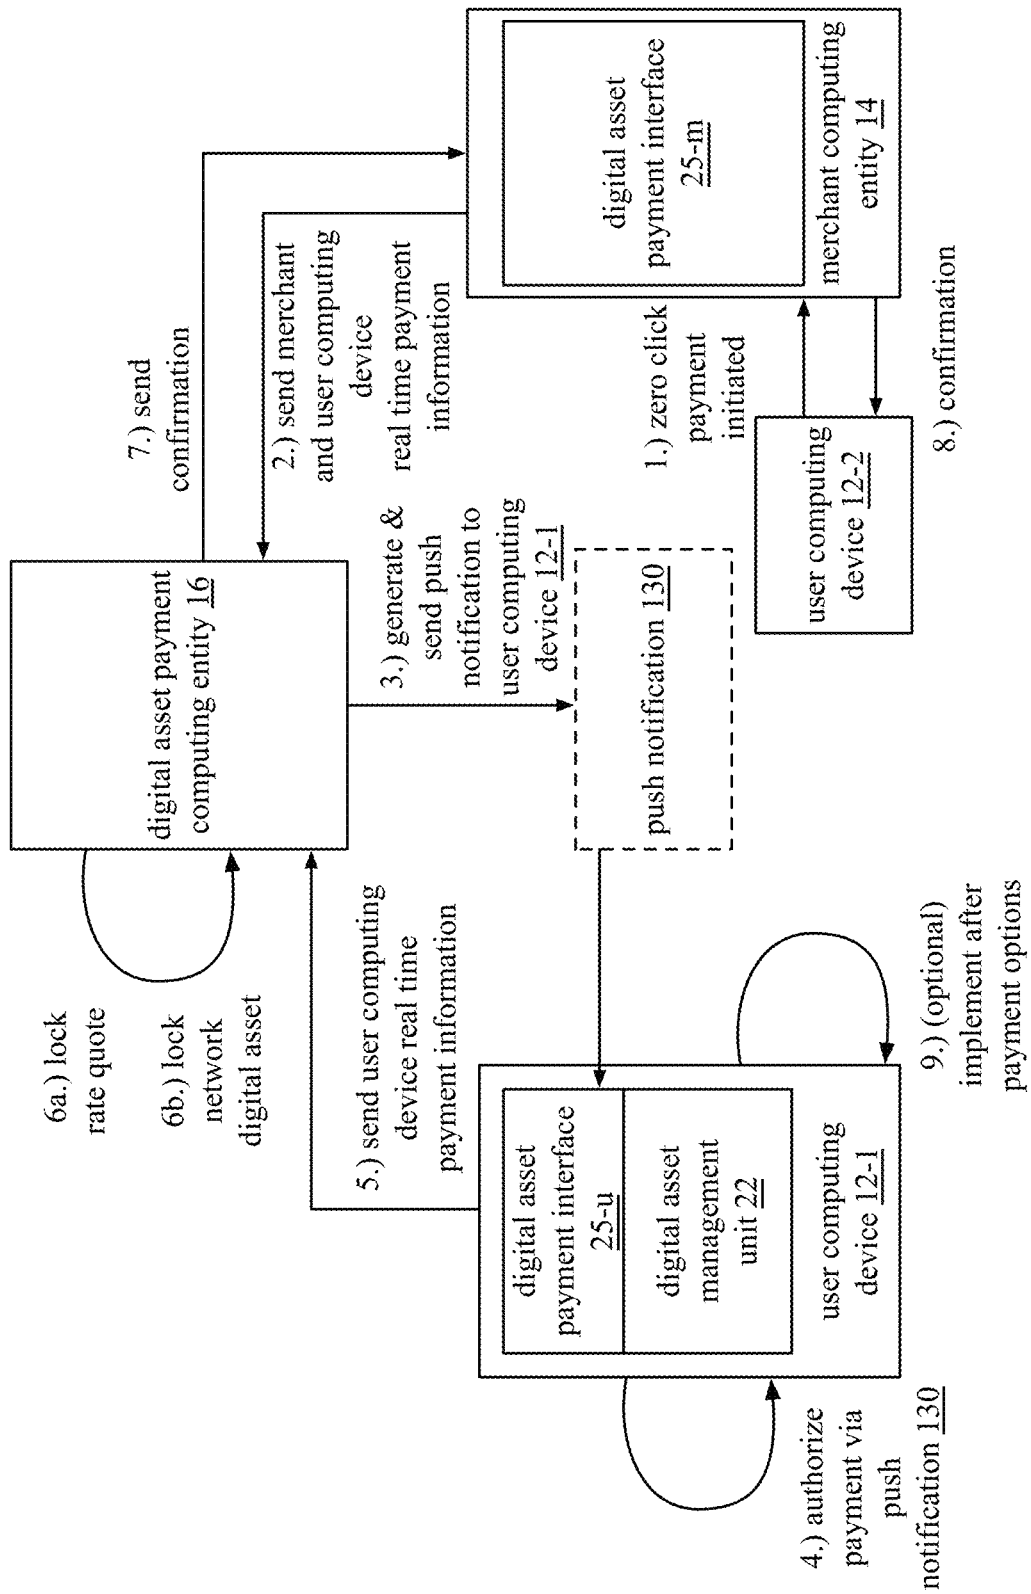 6a.) lock
rate quote
6b.) lock
network
digital asset
digital asset payment
computing entity 16
7.) send
confirmation
2.) send merchant
and user computing
device
real time payment
information
5.) send user computing
device real time
payment information
3.) generate &
send push
notification to
user computing
device 12-1
push notification 130
4.) authorize
payment via
push
notification 130
digital asset
payment interface
25-u
digital asset
management
unit 22
user computing
device 12-1
9.) (optional)
implement after
payment options
1.) zero click
payment
initiated
user computing
device 12-2
8.) confirmation
digital asset
payment interface
25-m
merchant computing
entity 14